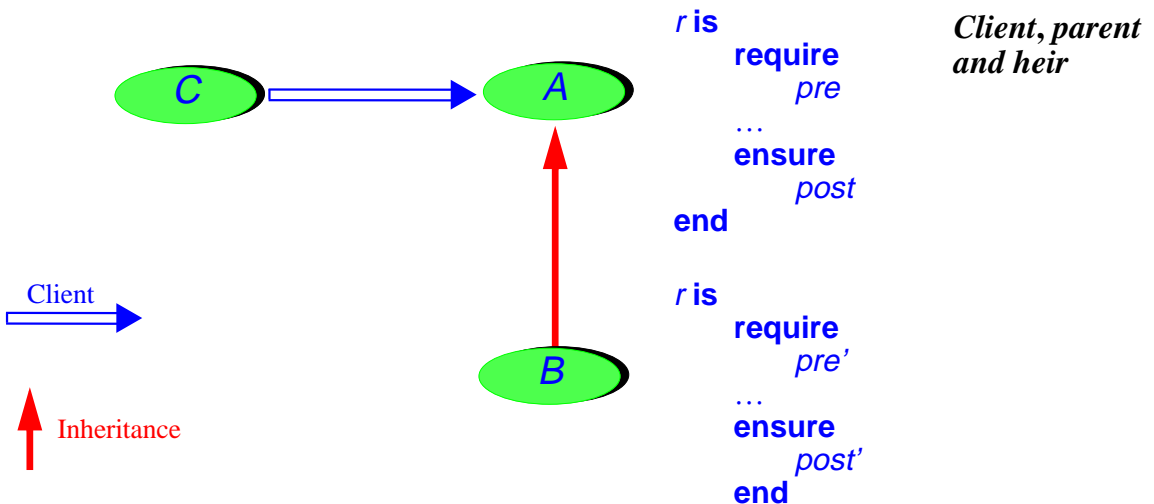 r is
require
pre
…
ensure
post
end
Client, parent
and heir
C
A
Client
Inheritance
B
r is
require
pre’
…
ensure
post’
end